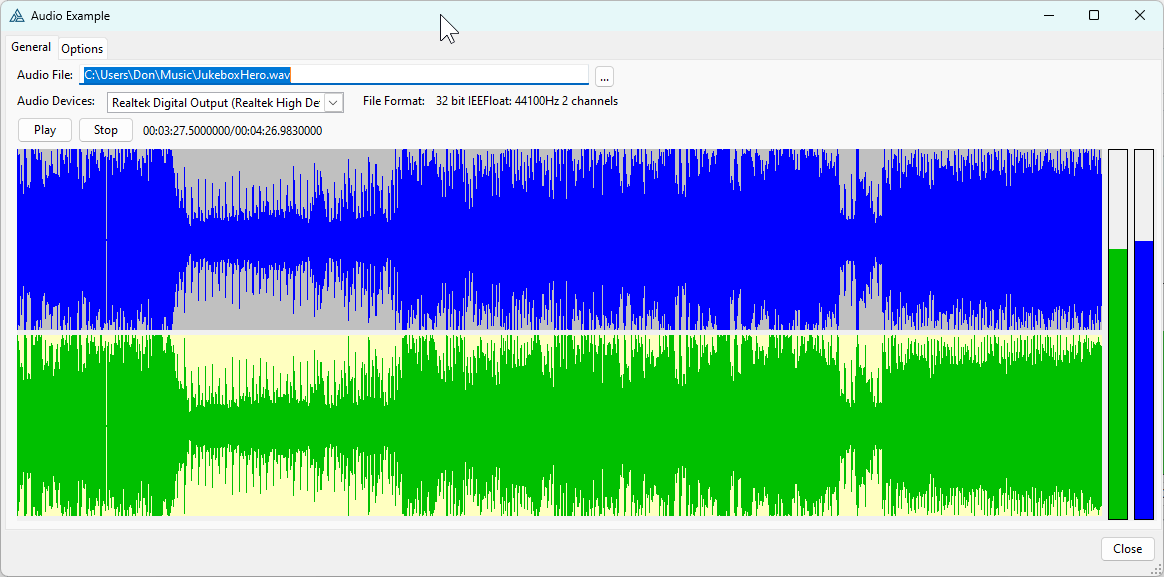 Audio Example
General Options
Audio File: C:\Users\Don\Music\JukeboxHero.wav ...
Audio Devices: Realtek Digital Output (Realtek High De File Format: 32 bit IEEFloat: 44100Hz 2 channels
Play Stop 00:03:27.5000000/00:04:26.9830000
Close